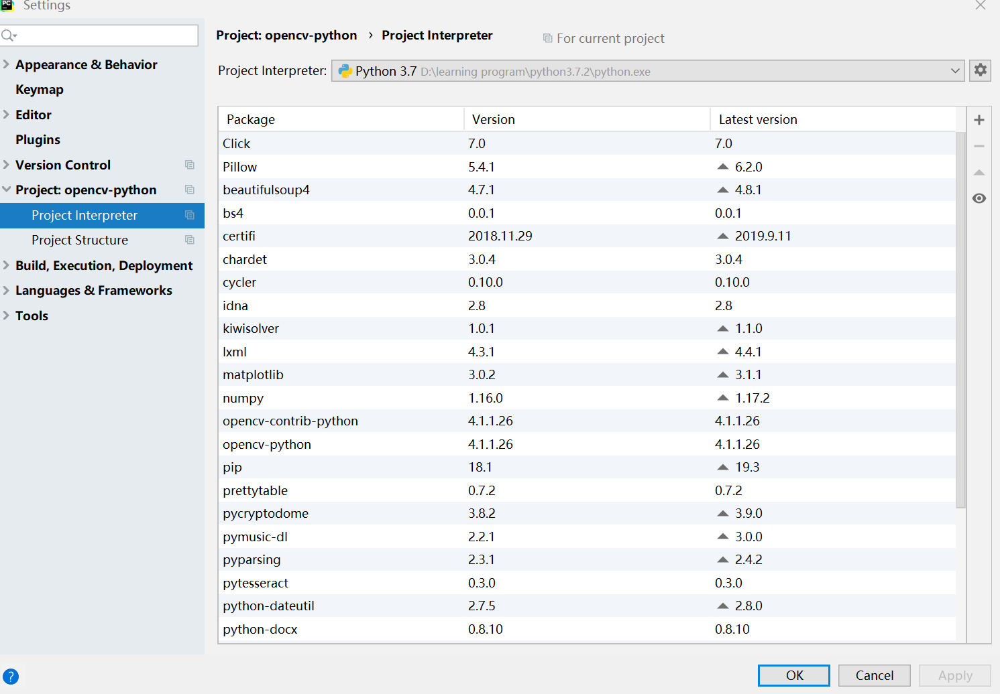 PC Settings
Project: opencv-python › Project Interpreter For current project
Project Interpreter: Python 3.7 D:\learning program\python3.7.2\python.exe
Appearance & Behavior
Keymap
Editor
Plugins
Version Control
Project: opencv-python
Project Interpreter
Project Structure
Build, Execution, Deployment
Languages & Frameworks
Tools
Package Version Latest version
Click 7.0 7.0
Pillow 5.4.1 6.2.0
beautifulsoup4 4.7.1 4.8.1
bs4 0.0.1 0.0.1
certifi 2018.11.29 2019.9.11
chardet 3.0.4 3.0.4
cycler 0.10.0 0.10.0
idna 2.8 2.8
kiwisolver 1.0.1 1.1.0
lxml 4.3.1 4.4.1
matplotlib 3.0.2 3.1.1
numpy 1.16.0 1.17.2
opencv-contrib-python 4.1.1.26 4.1.1.26
opencv-python 4.1.1.26 4.1.1.26
pip 18.1 19.3
prettytable 0.7.2 0.7.2
pycryptodome 3.8.2 3.9.0
pymusic-dl 2.2.1 3.0.0
pyparsing 2.3.1 2.4.2
pytesseract 0.3.0 0.3.0
python-dateutil 2.7.5 2.8.0
python-docx 0.8.10 0.8.10
? OK Cancel Apply